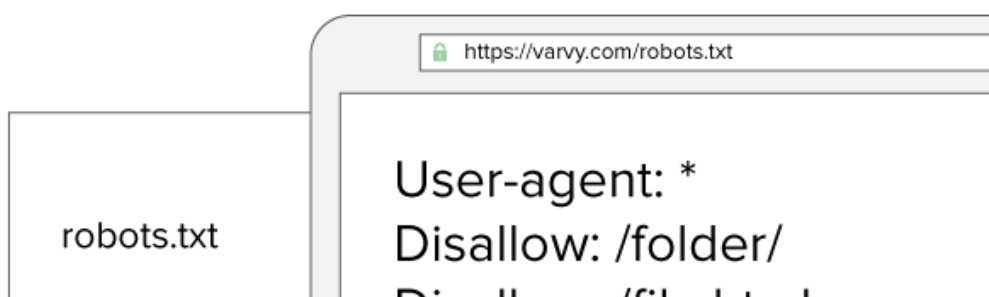 https://varvy.com/robots.txt
User-agent: *
robots.txt
Disallow: /folder/